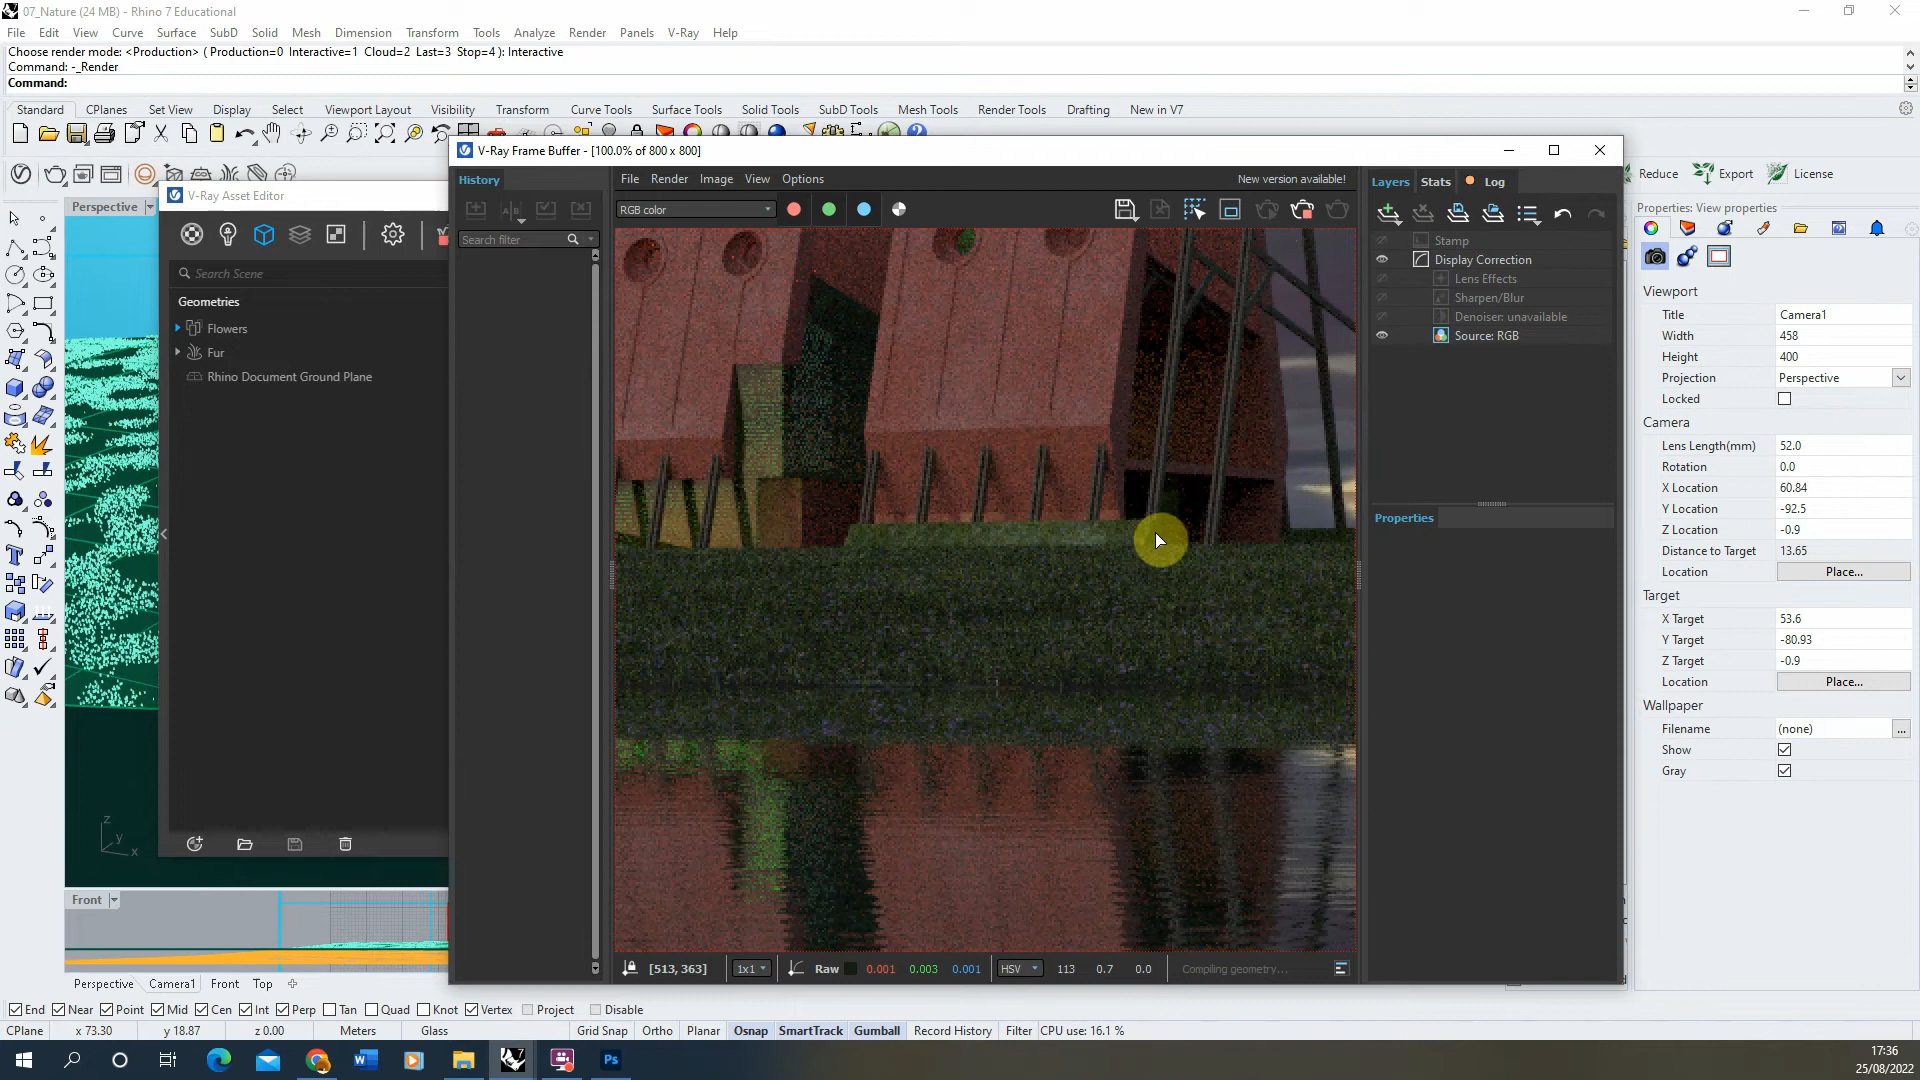 07_Nature (24 MB) - Rhino 7 Educational
File Edit View Curve Surface SubD Solid Mesh Dimension Transform Tools Analyze Render Panels V-Ray Help
Choose render mode: <Production> ( Production=0 Interactive=1 Cloud=2 Last=3 Stop=4 ): Interactive
Command: -_Render
Command:
Standard CPlanes Set View Display Select Viewport Layout Visibility Transform Curve Tools Surface Tools Solid Tools SubD Tools Mesh Tools Render Tools Drafting New in V7
V-Ray Frame Buffer - [100.0% of 800 x 800]
Reduce Export License
History
File Render Image View Options
New version available!
Layers Stats Log
RGB color
Search filter
Stamp
Display Correction
Lens Effects
Sharpen/Blur
Denoiser: unavailable
Source: RGB
Properties
[513, 363]
1x1
Raw 0.001 0.003 0.001
HSV 113 0.7 0.0
Compiling geometry...
V-Ray Asset Editor
Search Scene
Geometries
Flowers
Fur
Rhino Document Ground Plane
Perspective
z
y
x
Front
Properties: View properties
Viewport
Title Camera1
Width 458
Height 400
Projection Perspective
Locked
Camera
Lens Length(mm) 52.0
Rotation 0.0
X Location 60.84
Y Location -92.5
Z Location -0.9
Distance to Target 13.65
Location Place...
Target
X Target 53.6
Y Target -80.93
Z Target -0.9
Location Place...
Wallpaper
Filename (none) ...
Show
Gray
Perspective Camera1 Front Top
End Near Point Mid Cen Int Perp Tan Quad Knot Vertex Project Disable
CPlane x 73.30 y 18.87 z 0.00 Meters Glass Grid Snap Ortho Planar Osnap SmartTrack Gumball Record History Filter CPU use: 16.1 %
17:36
25/08/2022